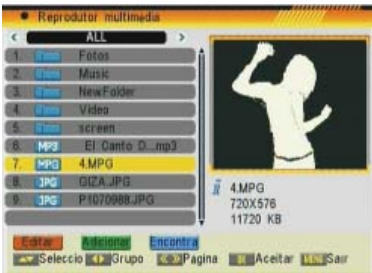 Reprodutor multimedia
ALL
1. Fotos
2. Music
3. NewFolder
4. Video
5. screen
6. MP3 El Canto D...mp3
7. MPG 4.MPG
8. JPG GIZA.JPG
9. JPG P1070988.JPG
4.MPG
720X576
11720 KB
Editar Adicionar Encontra
Seleccio Grupo Pagina Aceitar MENU Sair